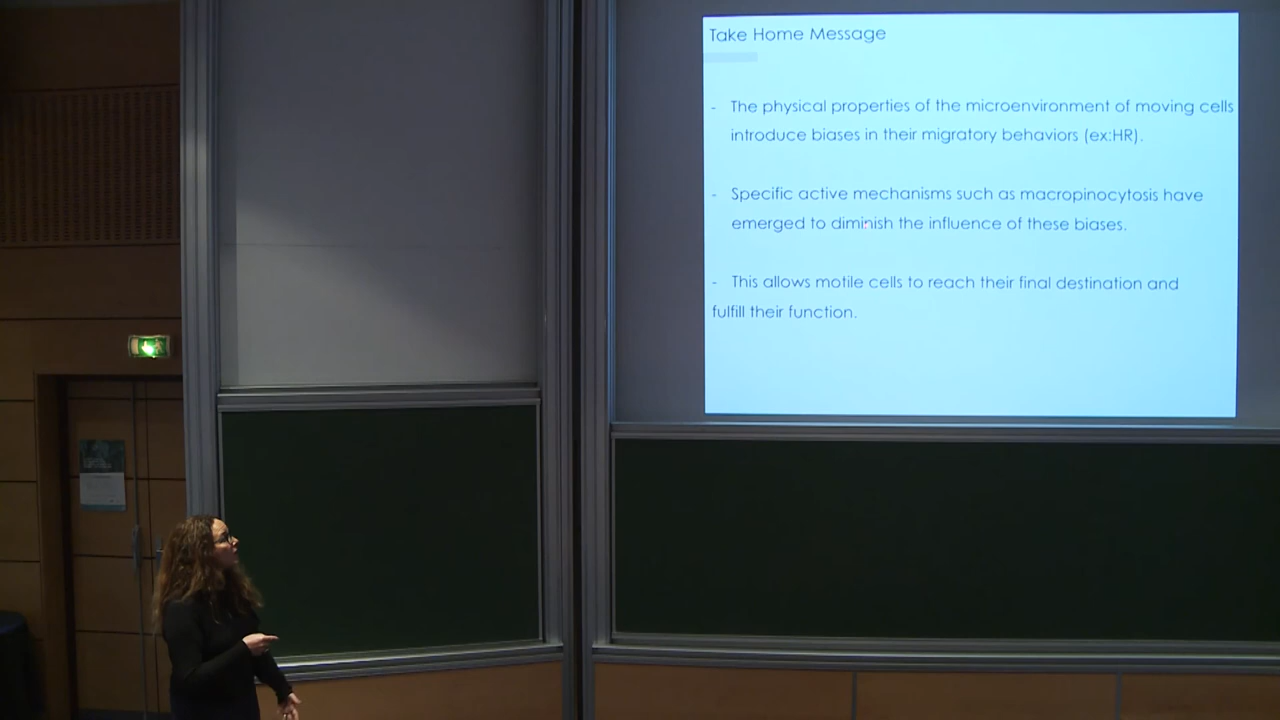 Take Home Message
- The physical properties of the microenvironment of moving cells
introduce biases in their migratory behaviors (ex:HR).
- Specific active mechanisms such as macropinocytosis have
emerged to diminish the influence of these biases.
- This allows motile cells to reach their final destination and
fulfill their function.